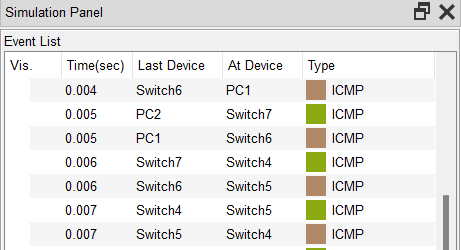 Simulation Panel
Event List
Vis. Time(sec) Last Device At Device Type
0.004 Switch6 PC1 ICMP
0.005 PC2 Switch7 ICMP
0.005 PC1 Switch6 ICMP
0.006 Switch7 Switch4 ICMP
0.006 Switch6 Switch5 ICMP
0.007 Switch4 Switch5 ICMP
0.007 Switch5 Switch4 ICMP